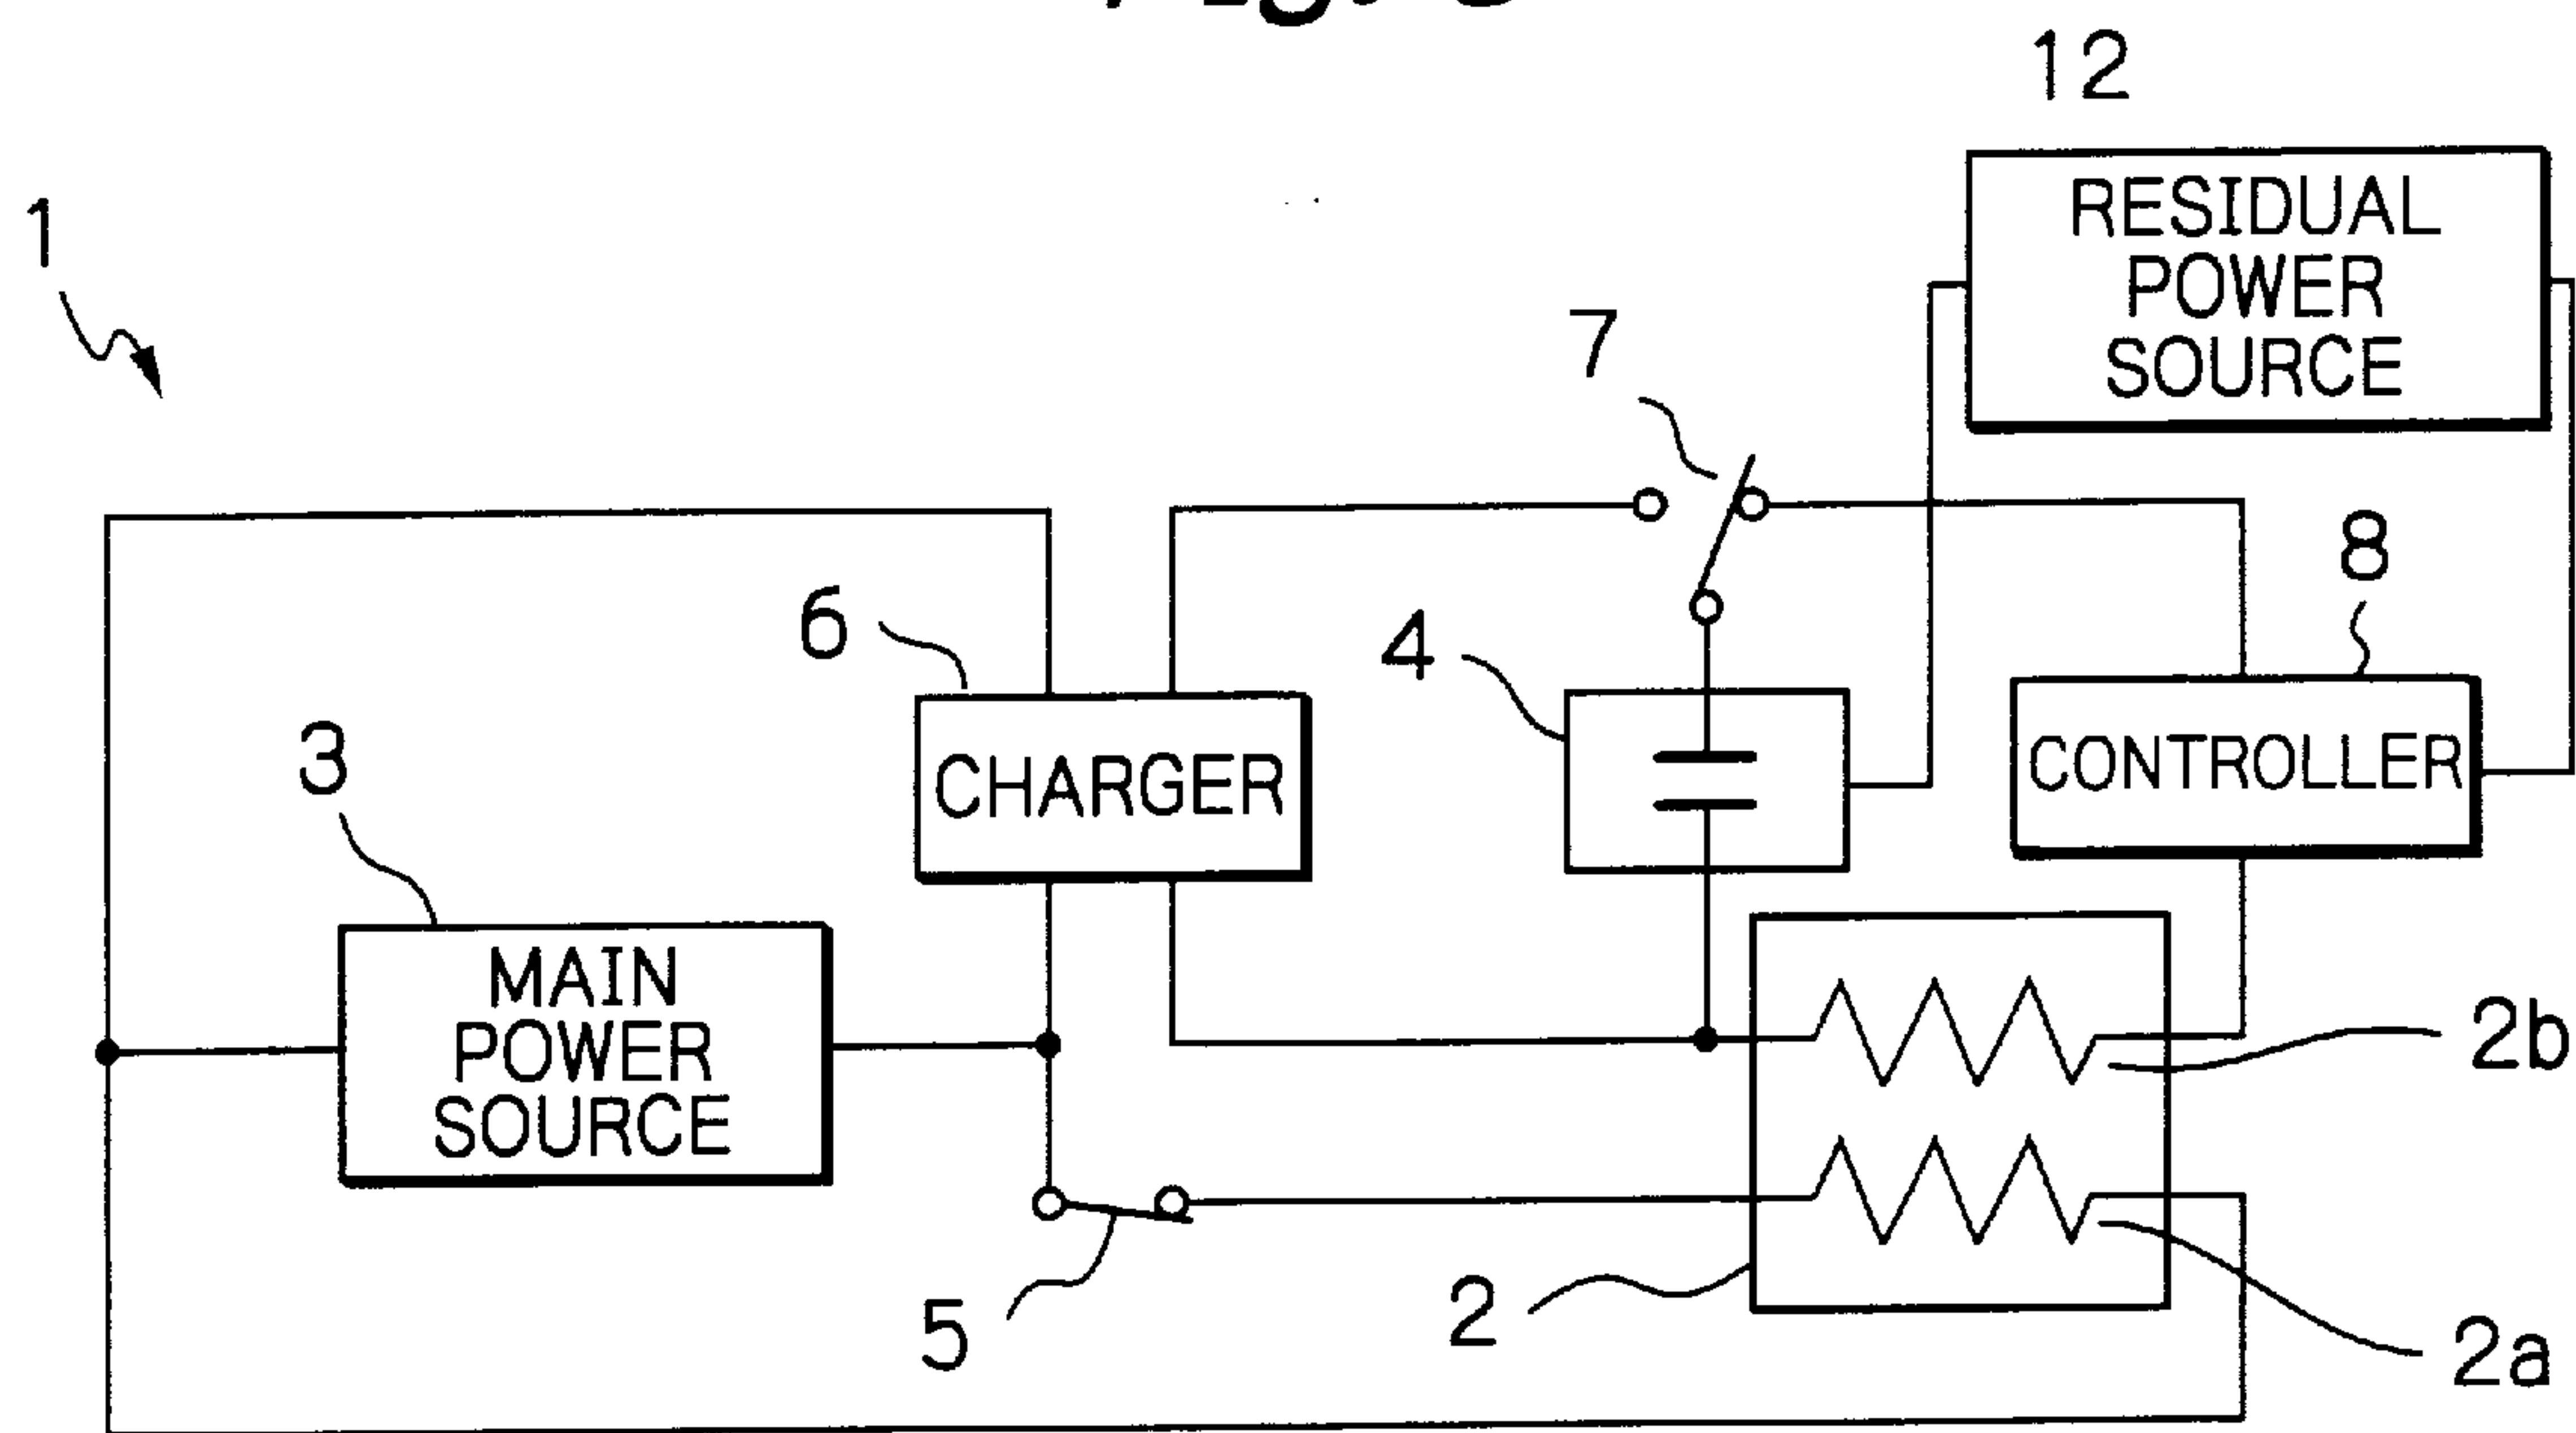 12
RESIDUAL
POWER
SOURCE
1
7
8
6
4
CHARGER
CONTROLLER
3
MAIN
POWER
SOURCE
2b
5
2
2a